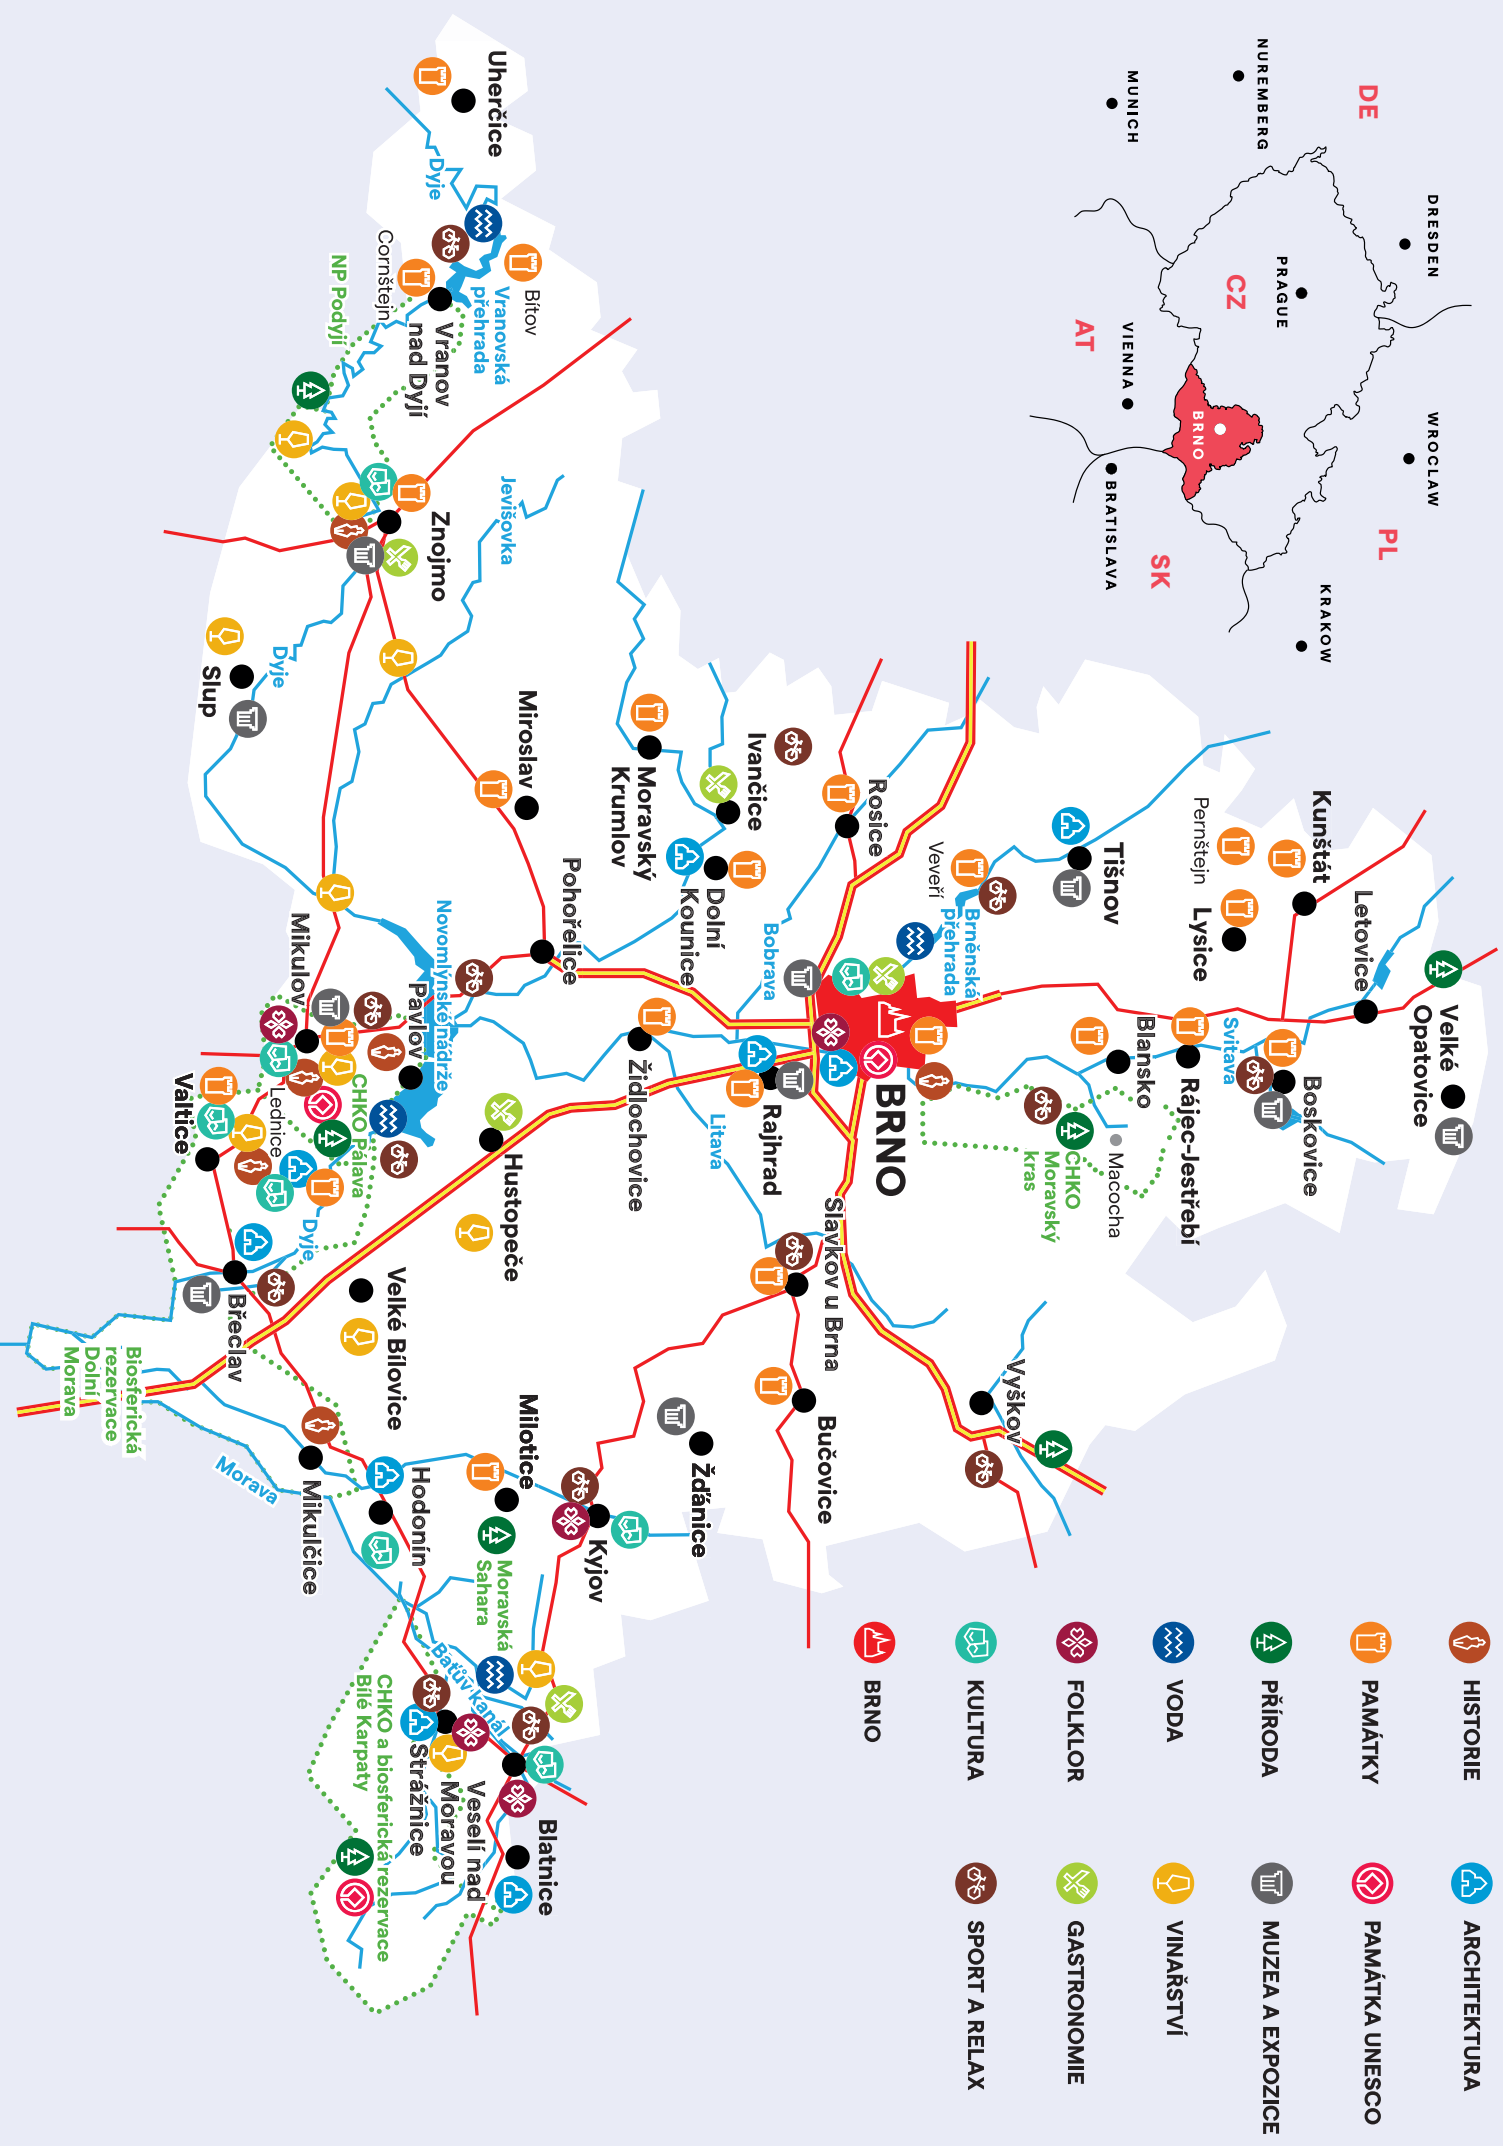 DE
DRESDEN
NUREMBERG
MUNICH
PRAGUE
CZ
WROCLAW
PL
AT
VIENNA
BRNO
KRAKOW
SK
BRATISLAVA
HISTORIE
ARCHITEKTURA
PAMÁTKY
PAMÁTKA UNESCO
PŘÍRODA
MUZEA A EXPOZICE
VODA
VINAŘSTVÍ
FOLKLOR
GASTRONOMIE
KULTURA
SPORT A RELAX
BRNO
Velké
Opatovice
Letovice
Kunštát
Boskovice
Svitava
Pernštejn
Lysice
Rájec-Jestřebí
Blansko
Macocha
CHKO
Moravský
kras
Tišnov
Veveří
Brněnská
přehrada
Rosice
BRNO
Vyškov
Slavkov u Brna
Bučovice
Bobrava
Ivančice
Dolní
Kounice
Moravský
Krumlov
Rajhrad
Litava
Židlochovice
Ždánice
Pohořelice
Miroslav
Jevišovka
Hustopeče
Kyjov
Milotice
Moravská
Sahara
Blatnice
Veselí nad
Moravou
Baťův kanál
Strážnice
CHKO a biosferická rezervace
Bílé Karpaty
Uherčice
Dyje
Bítov
Vranovská
přehrada
Vranov
nad Dyjí
Cornštejn
NP Podyjí
Znojmo
Dyje
Slup
Novomlýnské nádrže
Pavlov
Mikulov
CHKO Pálava
Lednice
Valtice
Dyje
Velké Bílovice
Hodonín
Břeclav
Mikulčice
Morava
Biosferická
rezervace
Dolní
Morava